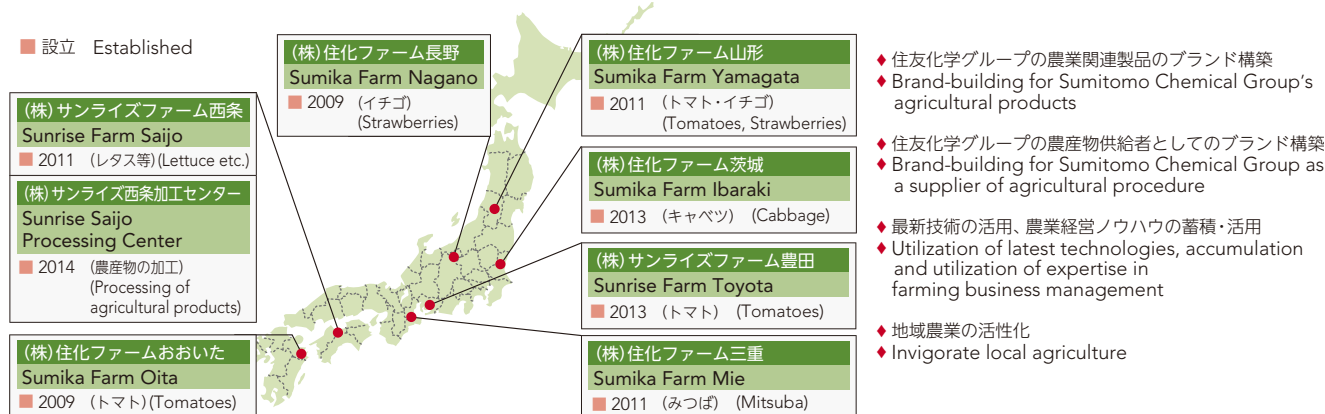 ■ 設立 Established
(株)サンライズファーム西条
Sunrise Farm Saijo
■ 2011 (レタス等)(Lettuce etc.)
(株)サンライズ西条加工センター
Sunrise Saijo
Processing Center
■ 2014 (農産物の加工)
(Processing of
agricultural products)
(株)住化ファームおおいた
Sumika Farm Oita
■ 2009 (トマト)(Tomatoes)
(株)住化ファーム長野
Sumika Farm Nagano
■ 2009 (イチゴ)
(Strawberries)
(株)住化ファーム山形
Sumika Farm Yamagata
■ 2011 (トマト・イチゴ)
(Tomatoes, Strawberries)
(株)住化ファーム茨城
Sumika Farm Ibaraki
■ 2013 (キャベツ) (Cabbage)
(株)サンライズファーム豊田
Sunrise Farm Toyota
■ 2013 (トマト) (Tomatoes)
(株)住化ファーム三重
Sumika Farm Mie
■ 2011 (みつば) (Mitsuba)
♦ 住友化学グループの農業関連製品のブランド構築
♦ Brand-building for Sumitomo Chemical Group's
agricultural products
♦ 住友化学グループの農産物供給者としてのブランド構築
♦ Brand-building for Sumitomo Chemical Group as
a supplier of agricultural procedure
♦ 最新技術の活用、農業経営ノウハウの蓄積・活用
♦ Utilization of latest technologies, accumulation
and utilization of expertise in
farming business management
♦ 地域農業の活性化
♦ Invigorate local agriculture